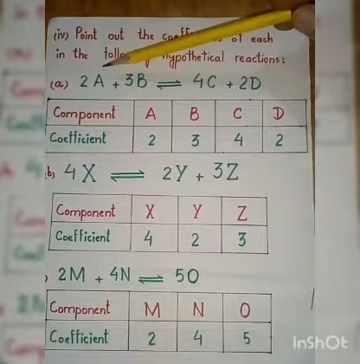 (iv) Point out the of each
in the hypothetical reactions:
(a) 2A + 3B ⇌ 4C + 2D
Component A B C D
Coefficient 2 3 4 2
b) 4X ⇌ 2Y + 3Z
Component X Y Z
Coefficient 4 2 3
) 2M + 4N ⇌ 5O
Component M N O
Coefficient 2 4 5
InShOt